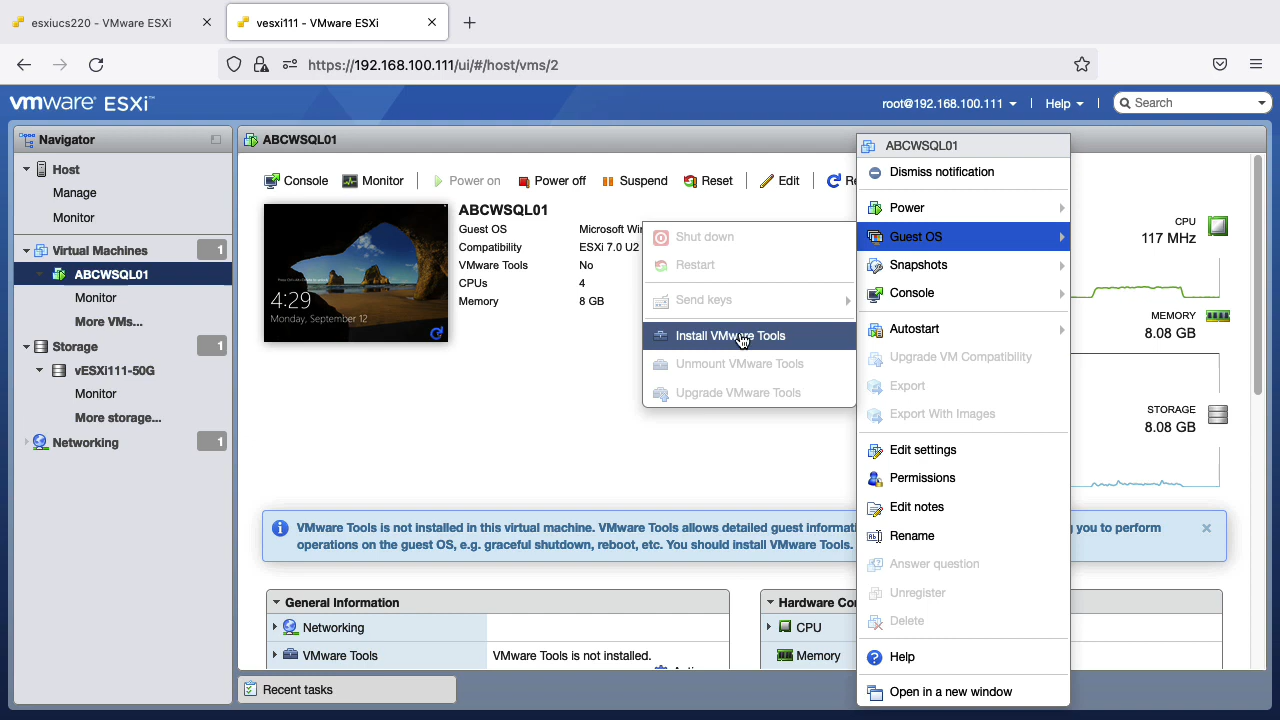 esxiucs220 - VMware ESXi
vesxi111 - VMware ESXi
https://192.168.100.111/ui/#/host/vms/2
vmware ESXi™
root@192.168.100.111
Help
Search
Navigator
Host
Manage
Monitor
Virtual Machines
1
ABCWSQL01
Monitor
More VMs...
Storage
1
vESXi111-50G
Monitor
More storage...
Networking
1
ABCWSQL01
Console
Monitor
Power on
Power off
Suspend
Reset
Edit
4:29
Monday, September 12
ABCWSQL01
Guest OS
Compatibility ESXi 7.0 U2
VMware Tools No
CPUs 4
Memory 8 GB
Shut down
Restart
Send keys
Install VMware Tools
Unmount VMware Tools
Upgrade VMware Tools
ABCWSQL01
Dismiss notification
Power
Guest OS
Snapshots
Console
Autostart
Upgrade VM Compatibility
Export
Export With Images
Edit settings
Permissions
Edit notes
Rename
Answer question
Unregister
Delete
Help
Open in a new window
CPU
117 MHz
MEMORY
8.08 GB
STORAGE
8.08 GB
VMware Tools is not installed in this virtual machine. VMware Tools allows detailed guest you to perform
operations on the guest OS, e.g. graceful shutdown, reboot, etc. You should install VMware Tools.
General Information
Networking
VMware Tools VMware Tools is not installed.
Hardware
CPU
Memory
Recent tasks